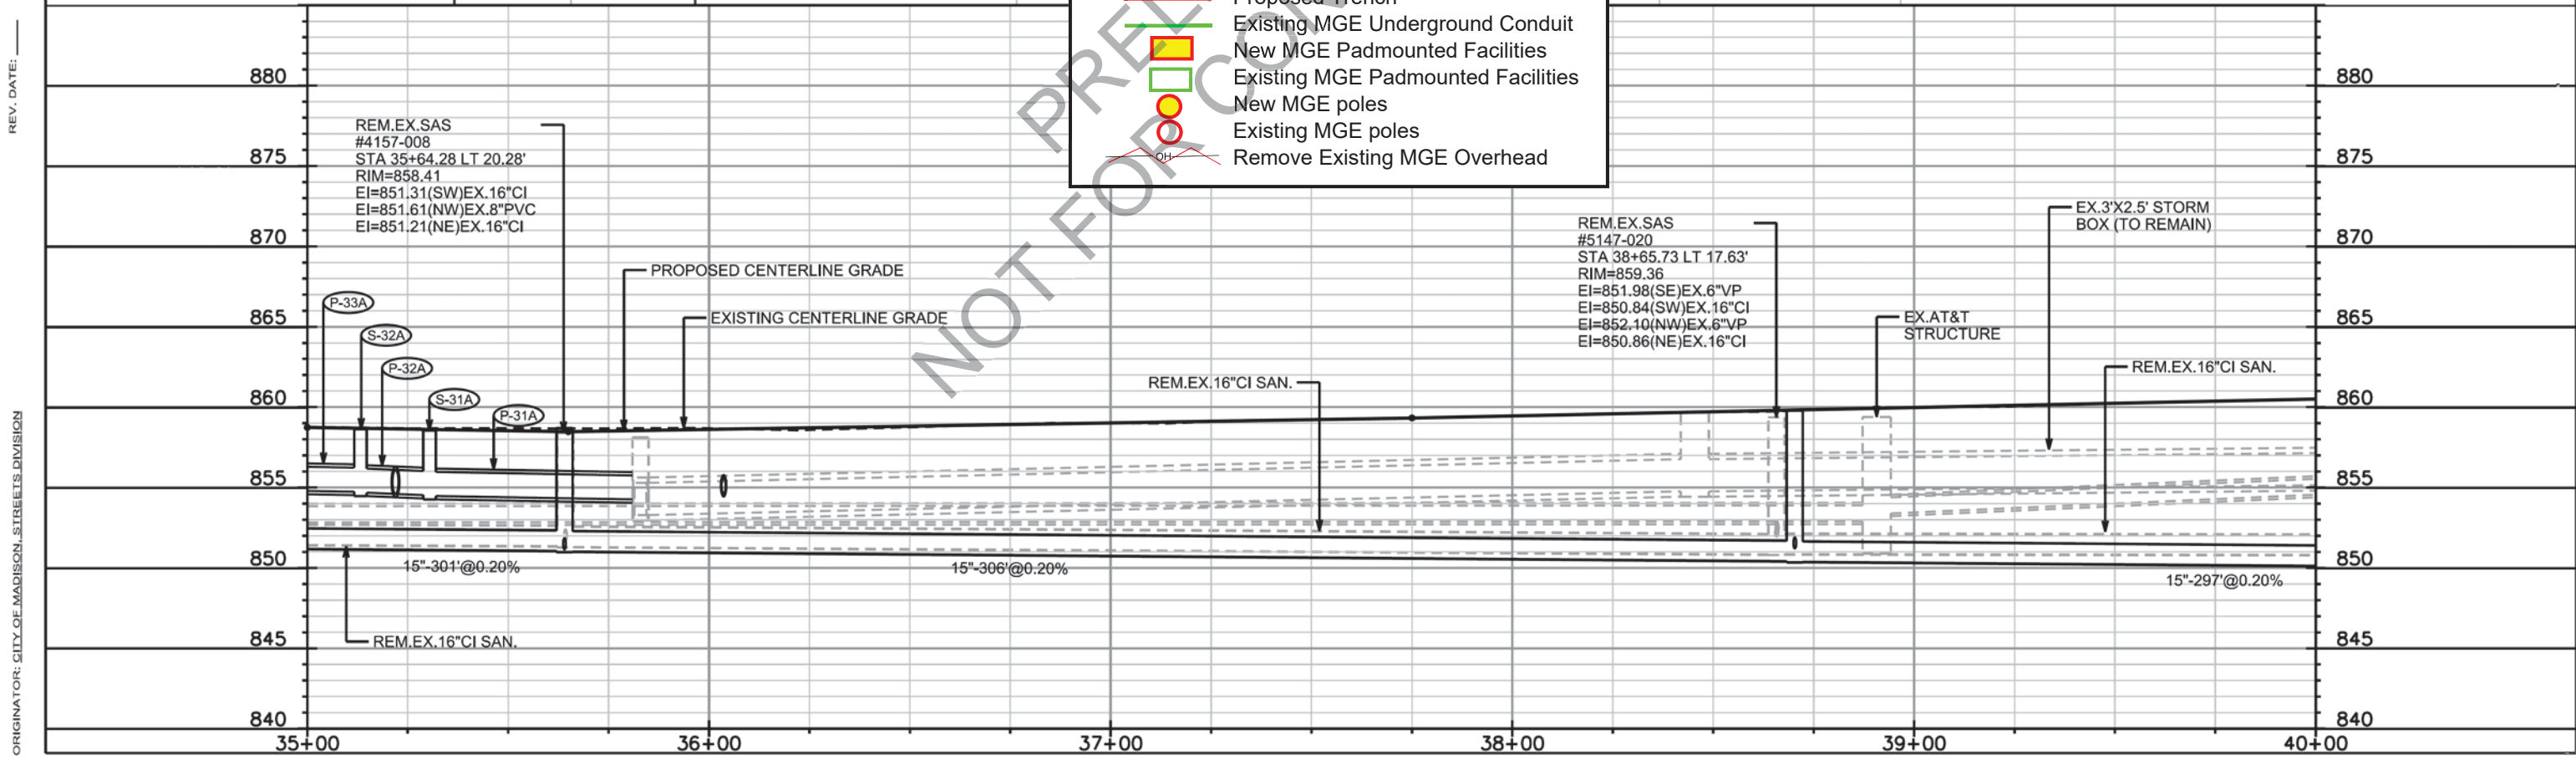 REV. DATE: ____
ORIGINATOR: CITY OF MADISON, STREETS DIVISION
Proposed Trench
Existing MGE Underground Conduit
New MGE Padmounted Facilities
Existing MGE Padmounted Facilities
New MGE poles
Existing MGE poles
-OH-
Remove Existing MGE Overhead
PREL
NOT FOR CON
880
875
870
865
860
855
850
845
840
REM.EX.SAS
#4157-008
STA 35+64.28 LT 20.28'
RIM=858.41
EI=851.31(SW)EX.16"CI
EI=851.61(NW)EX.8"PVC
EI=851.21(NE)EX.16"CI
PROPOSED CENTERLINE GRADE
EXISTING CENTERLINE GRADE
P-33A
S-32A
P-32A
S-31A
P-31A
REM.EX.16"CI SAN.
REM.EX.SAS
#5147-020
STA 38+65.73 LT 17.63'
RIM=859.36
EI=851.98(SE)EX.6"VP
EI=850.84(SW)EX.16"CI
EI=852.10(NW)EX.6"VP
EI=850.86(NE)EX.16"CI
EX.AT&T
STRUCTURE
EX.3'X2.5' STORM
BOX (TO REMAIN)
REM.EX.16"CI SAN.
15"-301'@0.20%
15"-306'@0.20%
15"-297'@0.20%
REM.EX.16"CI SAN.
880
875
870
865
860
855
850
845
840
35+00
36+00
37+00
38+00
39+00
40+00